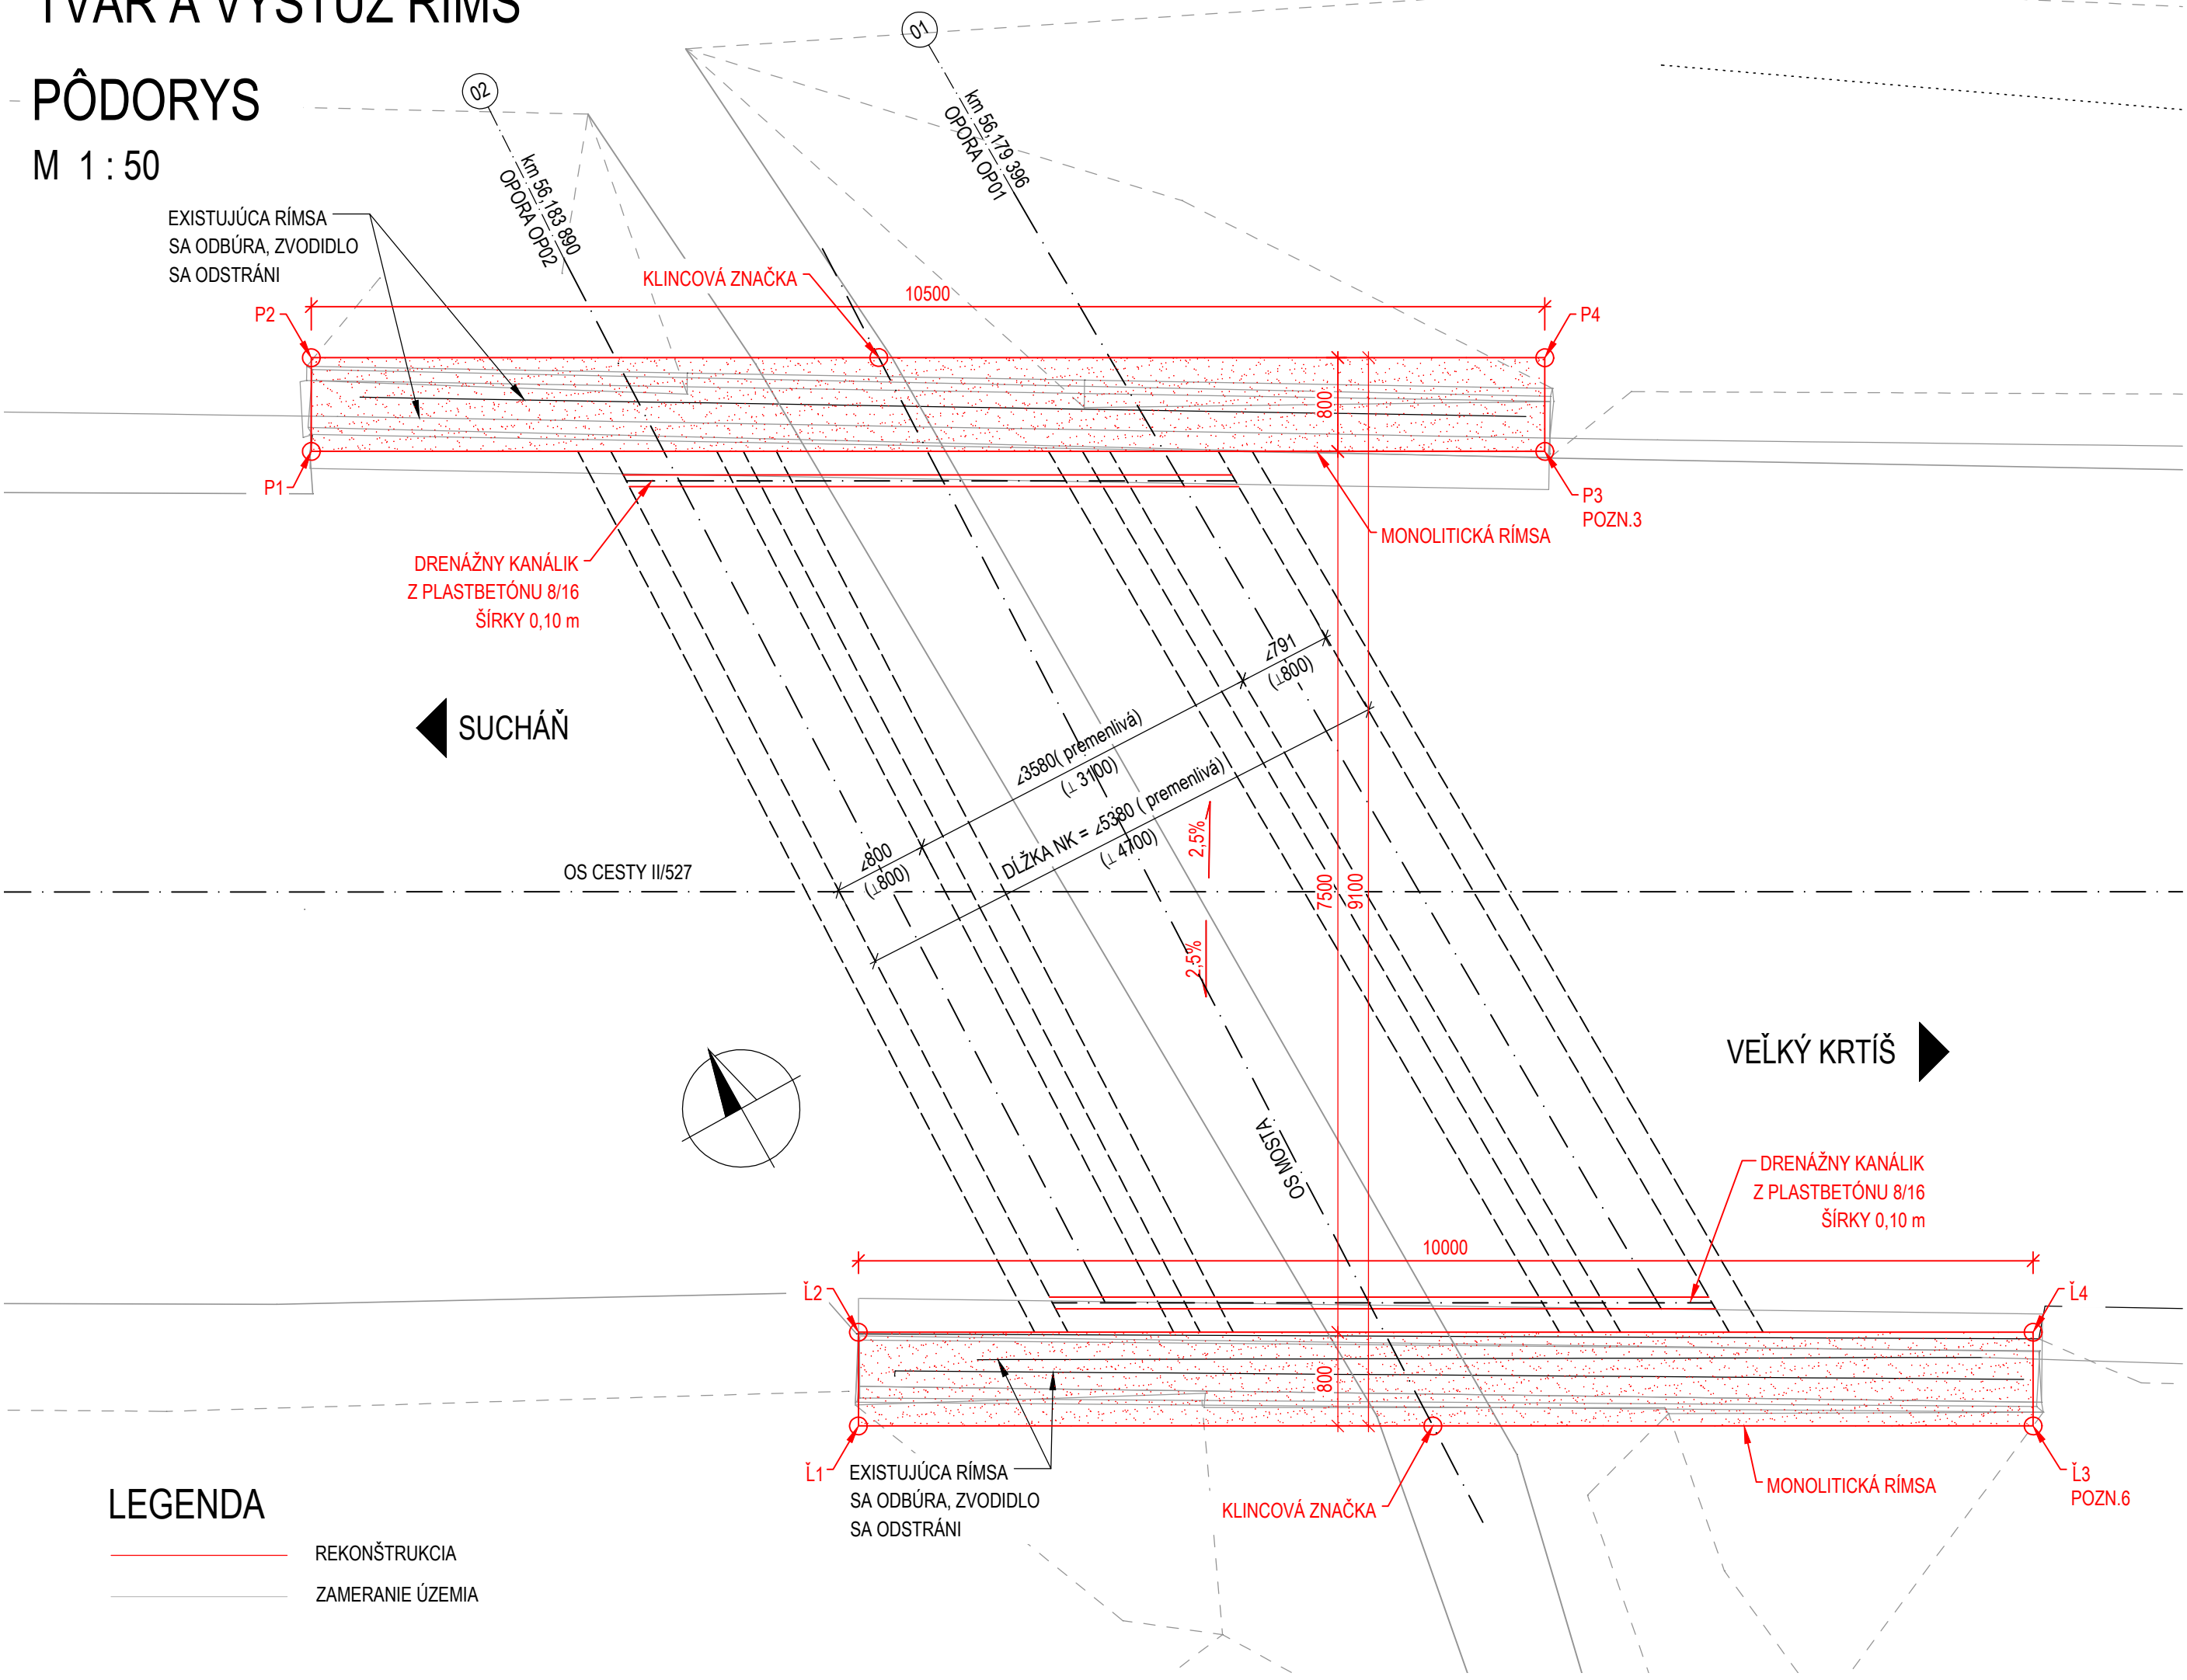 TVAR A VÝSTUŽ RÍMS
PÔDORYS
M 1 : 50
02
01
km 56,183 890
OPORA OP02
km 56,179 396
OPORA OP01
EXISTUJÚCA RÍMSA
SA ODBÚRA, ZVODIDLO
SA ODSTRÁNI
KLINCOVÁ ZNAČKA
10500
P2
P4
800
P1
P3
POZN.3
MONOLITICKÁ RÍMSA
DRENÁŽNY KANÁLIK
Z PLASTBETÓNU 8/16
ŠÍRKY 0,10 m
∠791
(⊥800)
SUCHÁŇ
∠3580( premenlivá)
(⊥ 3100)
DĹŽKA NK = ∠5380 ( premenlivá)
(⊥ 4700)
∠800
(⊥800)
2,5%
OS CESTY II/527
7500
9100
2,5%
VEĽKÝ KRTÍŠ
OS MOSTA
DRENÁŽNY KANÁLIK
Z PLASTBETÓNU 8/16
ŠÍRKY 0,10 m
10000
Ľ2
Ľ4
800
Ľ1
EXISTUJÚCA RÍMSA
SA ODBÚRA, ZVODIDLO
SA ODSTRÁNI
KLINCOVÁ ZNAČKA
MONOLITICKÁ RÍMSA
Ľ3
POZN.6
LEGENDA
REKONŠTRUKCIA
ZAMERANIE ÚZEMIA